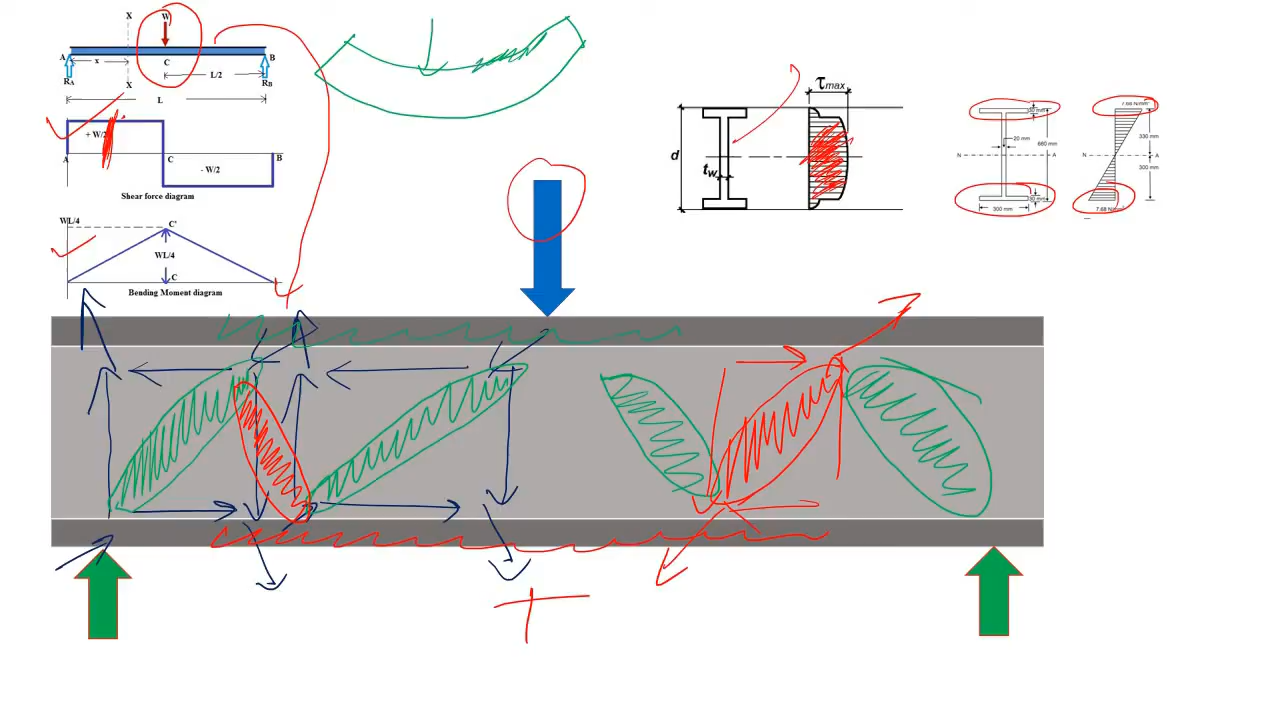 X
W
A
x
C
L/2
B
RA
X
RB
L
+ W/2
A
C
B
- W/2
Shear force diagram
WL/4
C'
WL/4
C
Bending Moment diagram
τmax
d
tw
20 mm
660 mm
N
A
300 mm
330 mm
N
A
300 mm
T